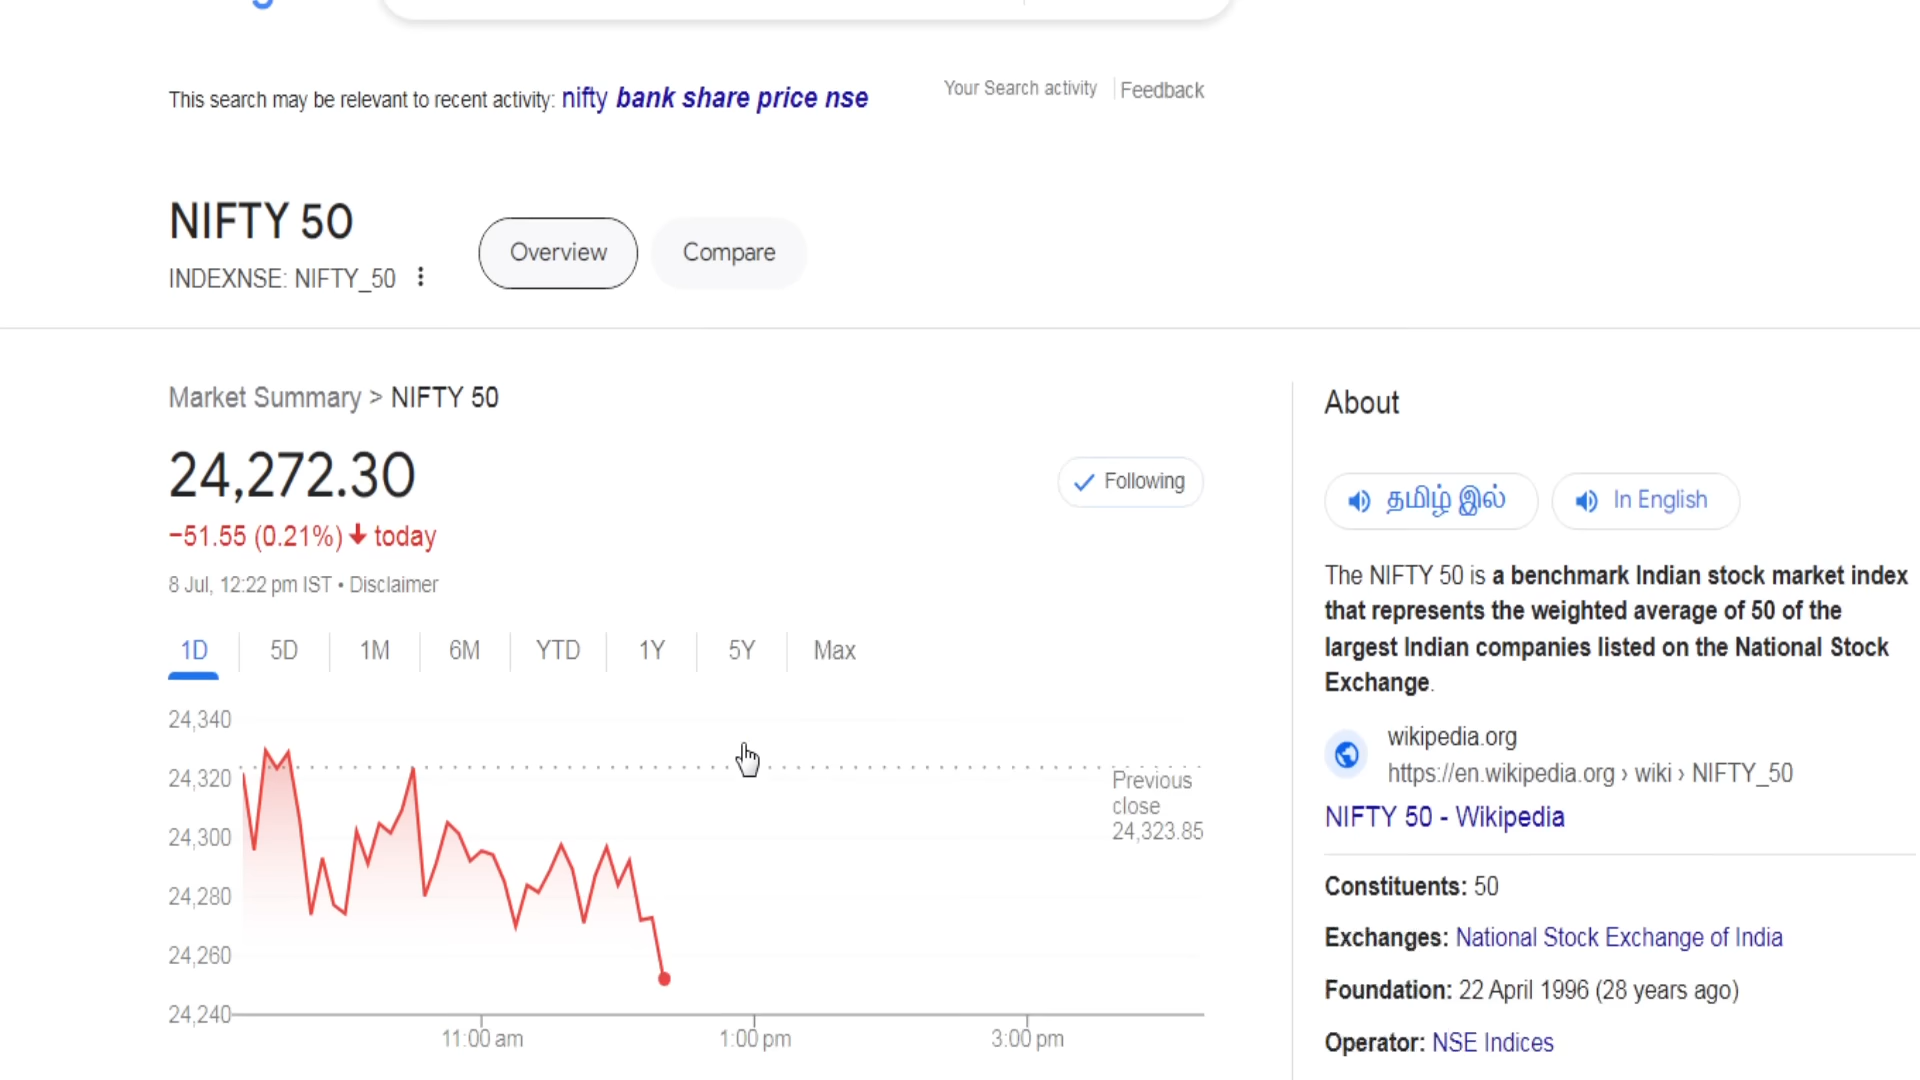 This search may be relevant to recent activity: nifty bank share price nse
Your Search activity
Feedback
NIFTY 50
INDEXNSE: NIFTY_50
Overview
Compare
Market Summary > NIFTY 50
24,272.30
−51.55 (0.21%) today
8 Jul, 12:22 pm IST • Disclaimer
Following
1D
5D
1M
6M
YTD
1Y
5Y
Max
24,340
24,320
24,300
24,280
24,260
24,240
Previous
close
24,323.85
11:00 am
1:00 pm
3:00 pm
About
தமிழ் இல்
In English
The NIFTY 50 is a benchmark Indian stock market index
that represents the weighted average of 50 of the
largest Indian companies listed on the National Stock
Exchange.
wikipedia.org
https://en.wikipedia.org › wiki › NIFTY_50
NIFTY 50 - Wikipedia
Constituents: 50
Exchanges: National Stock Exchange of India
Foundation: 22 April 1996 (28 years ago)
Operator: NSE Indices